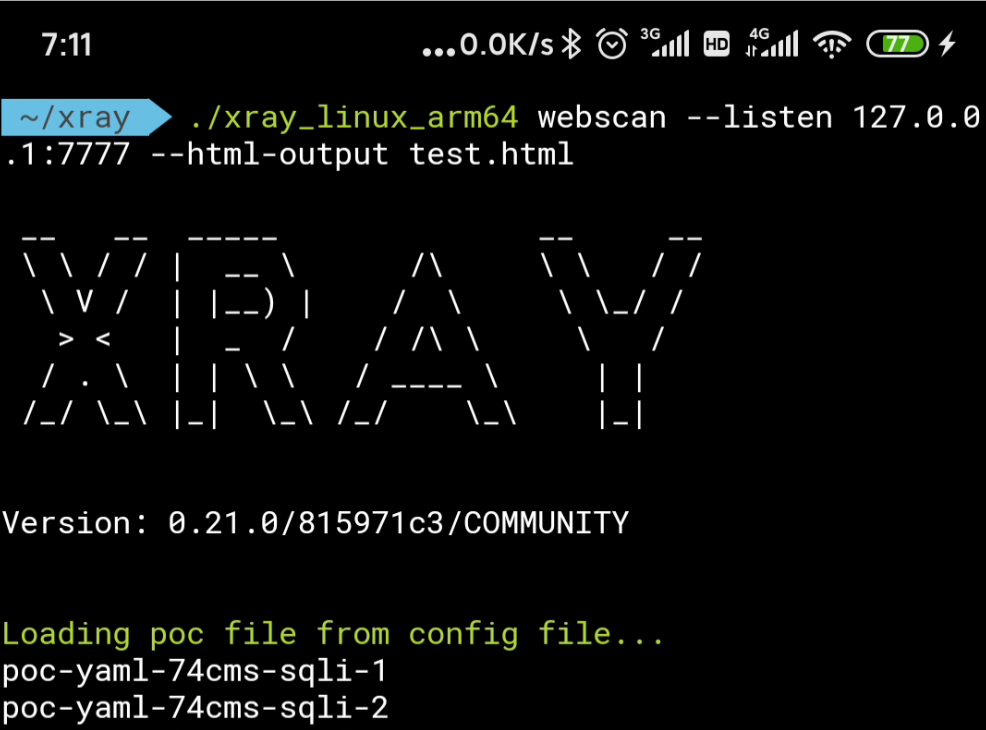 7:11 ...0.0K/s 3G HD 4G 77
~/xray ./xray_linux_arm64 webscan --listen 127.0.0
.1:7777 --html-output test.html
 __   __  _____              __      __
 \ \ / / |  __ \      /\     \ \    / /
  \ V /  | |__) |    /  \     \ \_/ /
   > <   |  _  /    / /\ \     \   /
  / . \  | | \ \   / ____ \     | |
 /_/ \_\ |_|  \_\ /_/    \_\    |_|
Version: 0.21.0/815971c3/COMMUNITY
Loading poc file from config file...
poc-yaml-74cms-sqli-1
poc-yaml-74cms-sqli-2